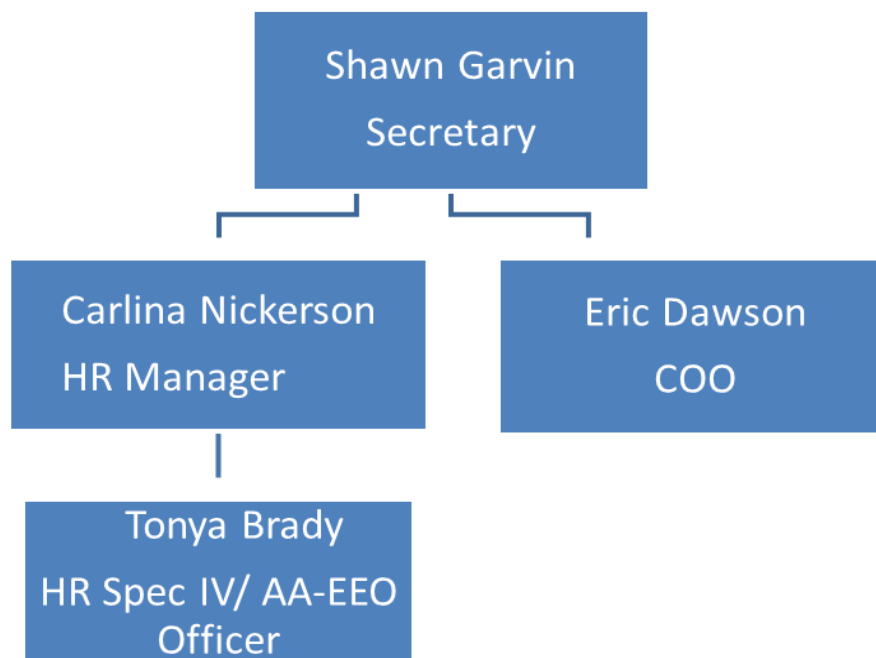 Shawn Garvin
Secretary
Carlina Nickerson
HR Manager
Eric Dawson
COO
Tonya Brady
HR Spec IV/ AA-EEO
Officer